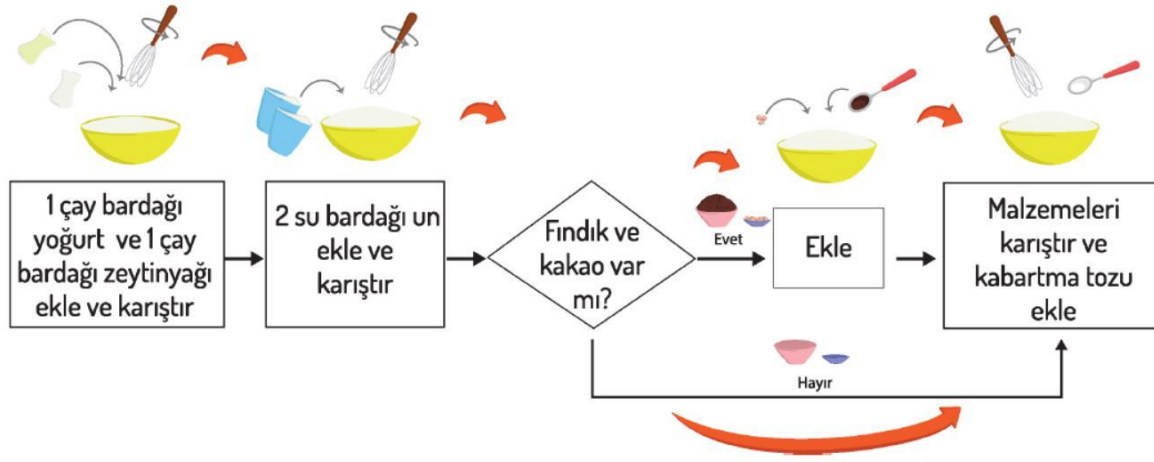 1 çay bardağı
yoğurt ve 1 çay
bardağı zeytinyağı
ekle ve karıştır
2 su bardağı un
ekle ve
karıştır
Fındık ve
kakao var
mı?
Evet
Ekle
Malzemeleri
karıştır ve
kabartma tozu
ekle
Hayır